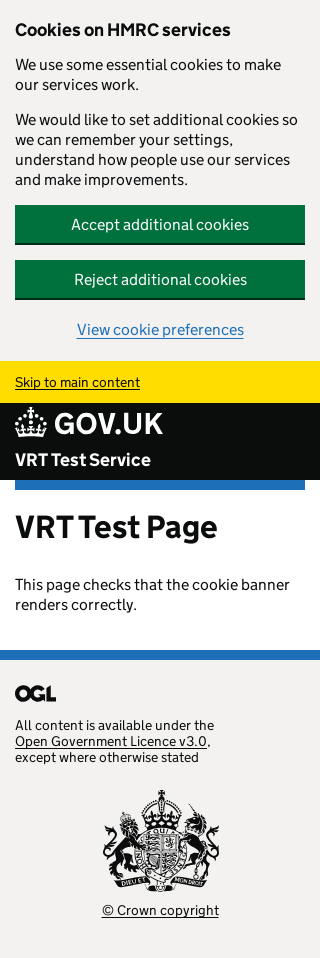 Cookies on HMRC services
We use some essential cookies to make
our services work.
We would like to set additional cookies so
we can remember your settings,
understand how people use our services
and make improvements.
Accept additional cookies
Reject additional cookies
View cookie preferences
Skip to main content
GOV.UK
VRT Test Service
VRT Test Page
This page checks that the cookie banner
renders correctly.
OGL
All content is available under the
Open Government Licence v3.0,
except where otherwise stated
DIEU ET MON DROIT
© Crown copyright